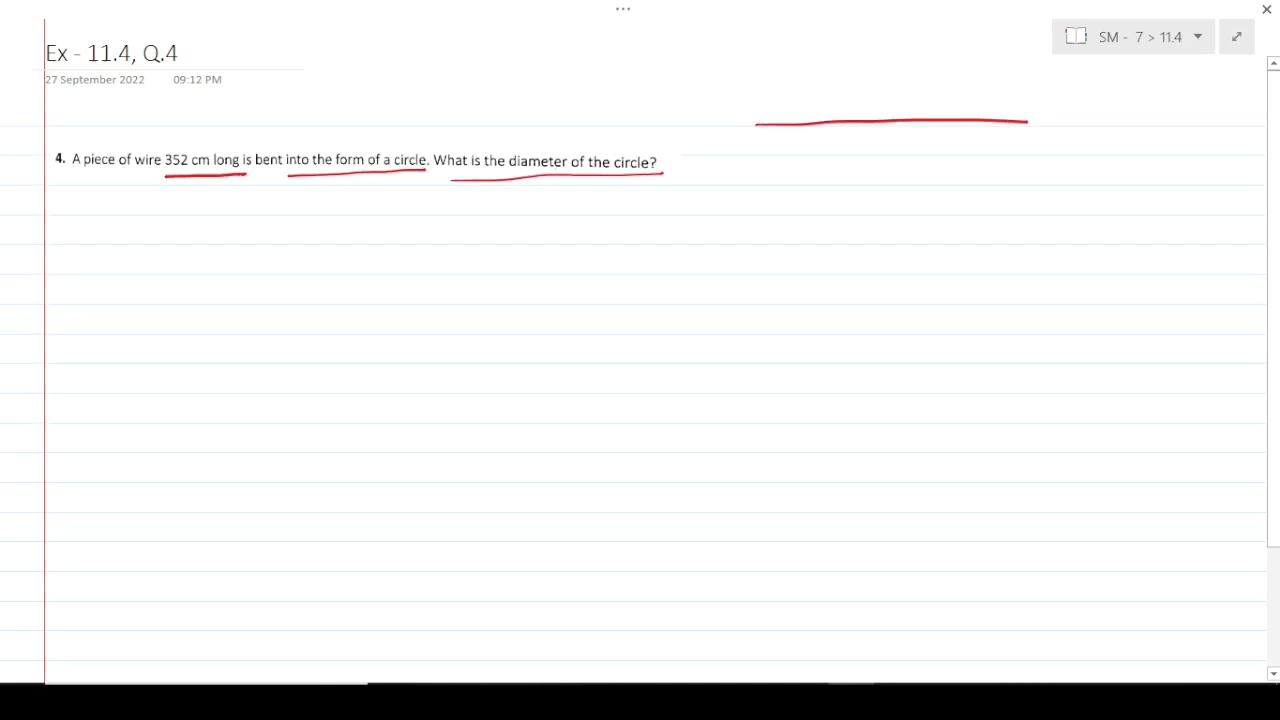 Ex - 11.4, Q.4
27 September 2022 09:12 PM
SM - 7 > 11.4
4. A piece of wire 352 cm long is bent into the form of a circle. What is the diameter of the circle?